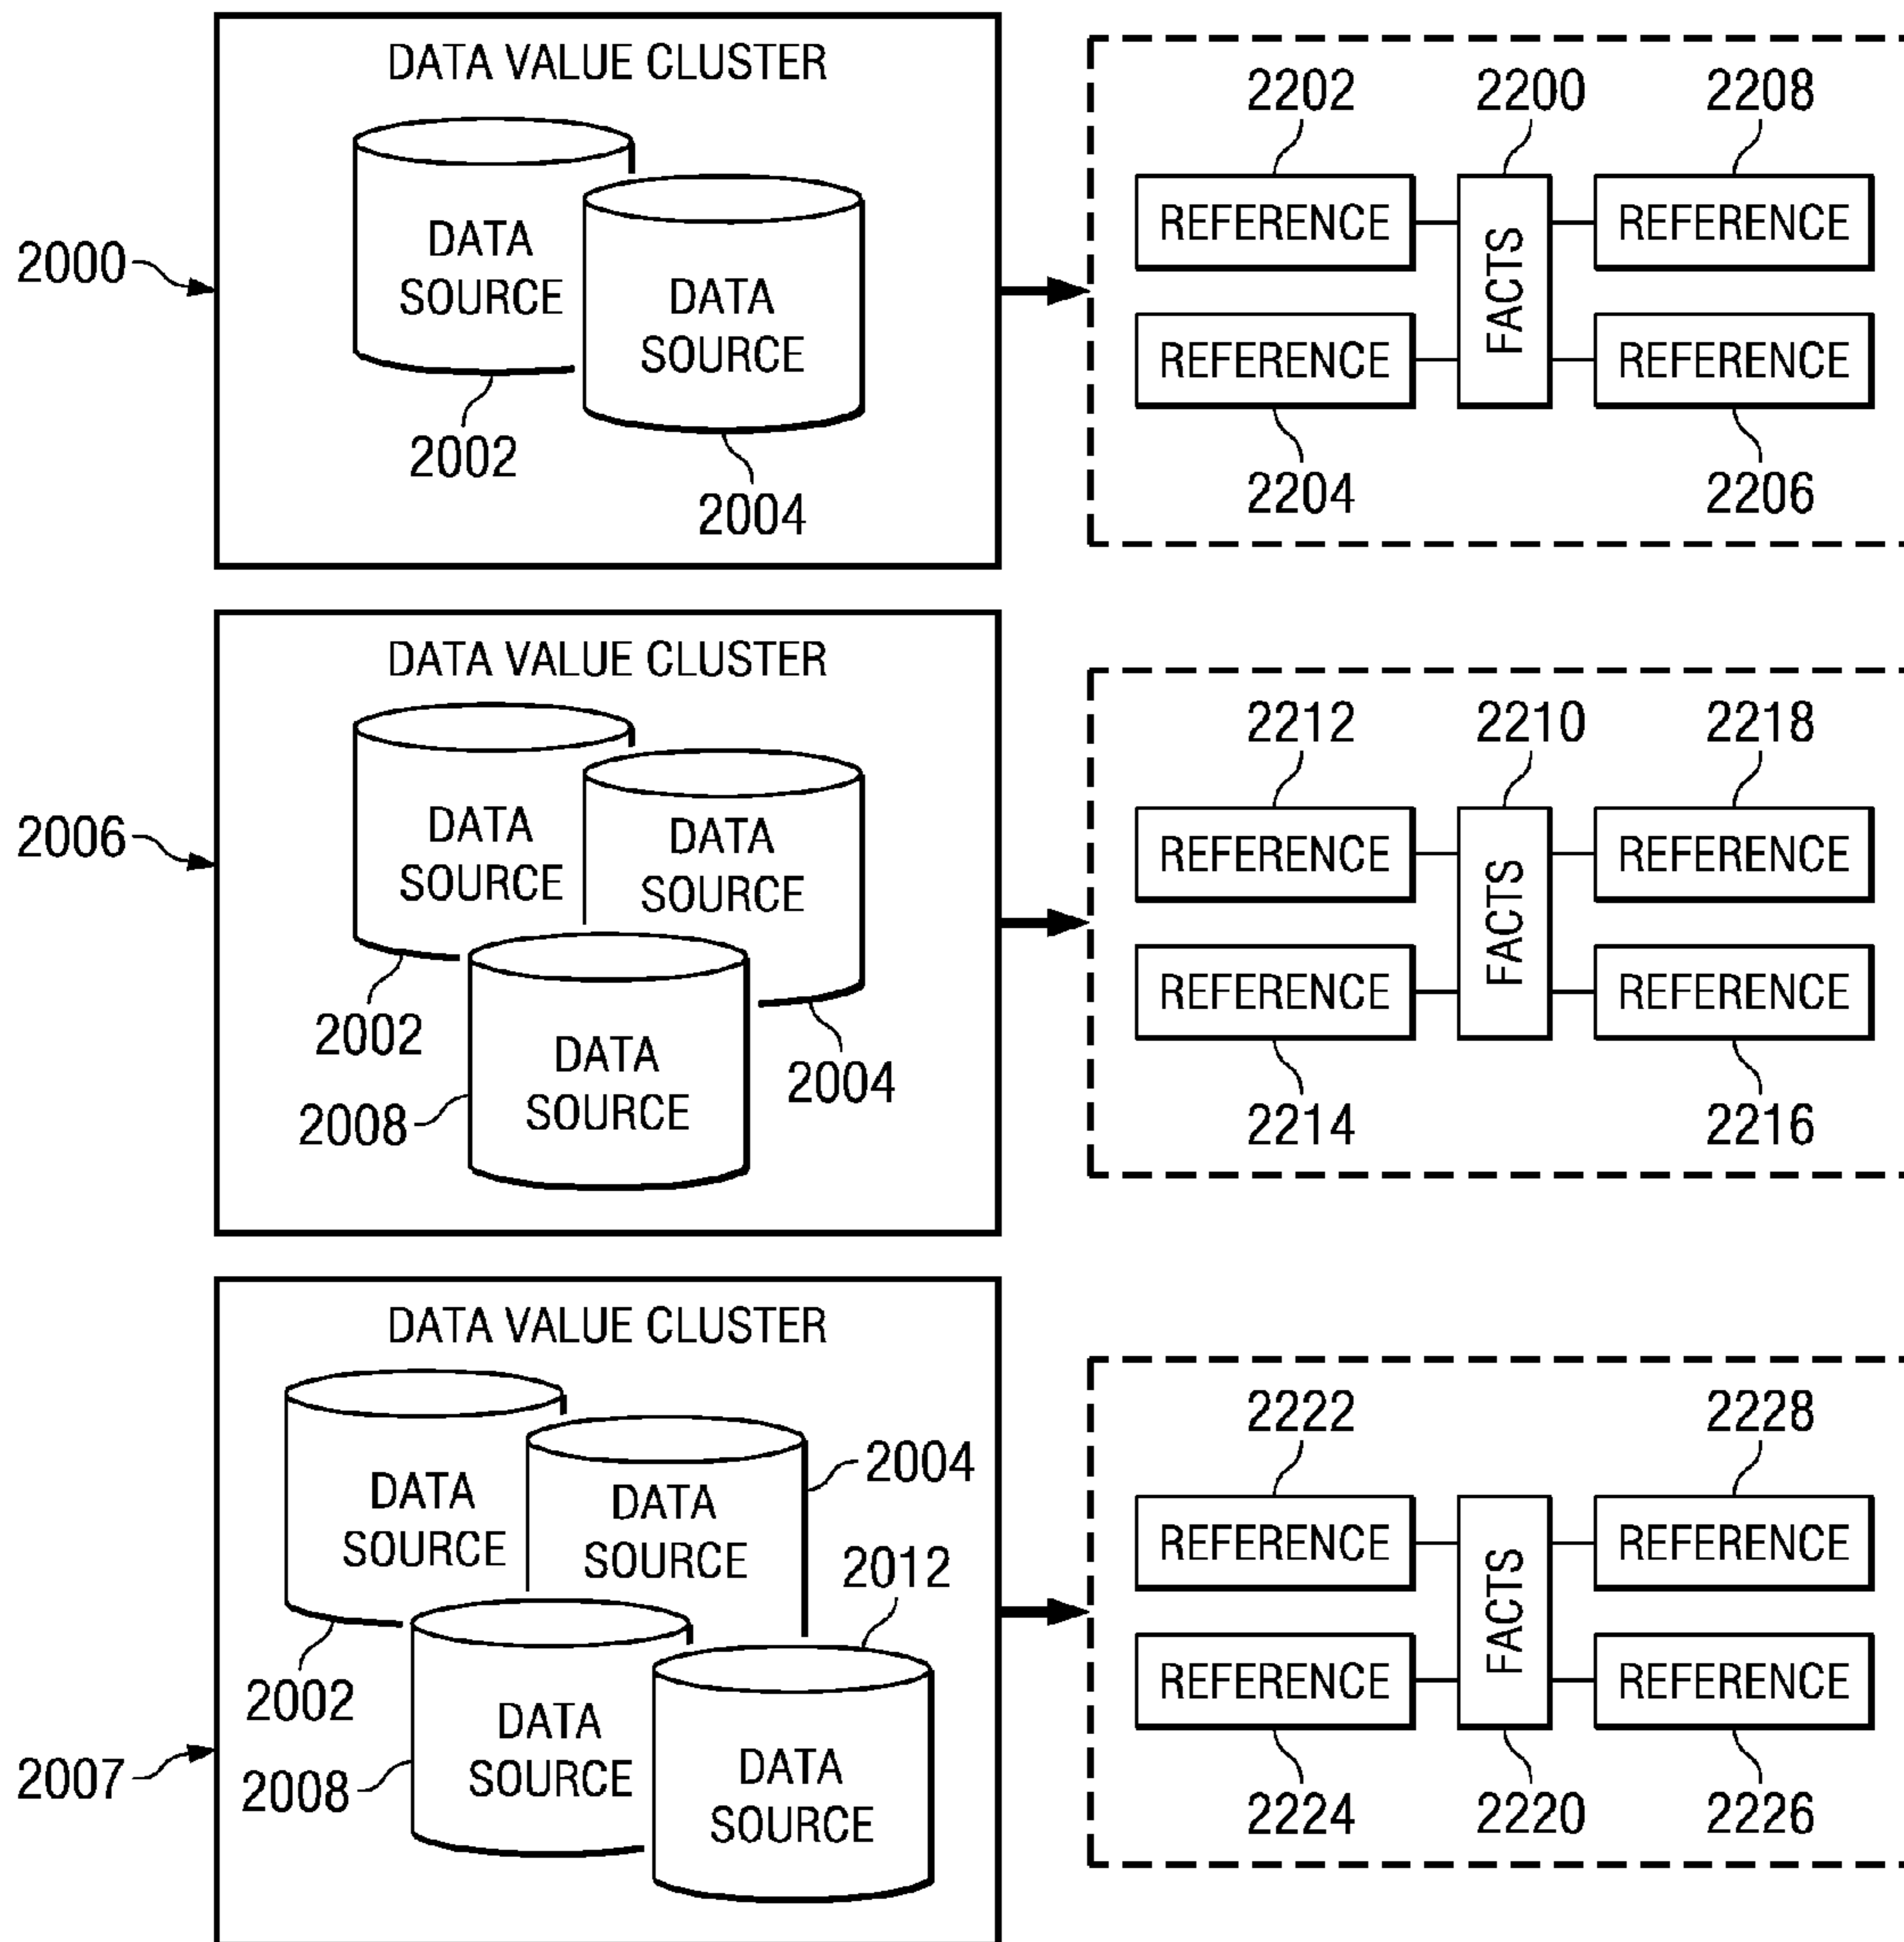 DATA VALUE CLUSTER
2000
DATA
SOURCE
DATA
SOURCE
2002
2004
2202
2200
2208
REFERENCE
FACTS
REFERENCE
REFERENCE
REFERENCE
2204
2206
DATA VALUE CLUSTER
2006
DATA
SOURCE
DATA
SOURCE
2002
2004
DATA
SOURCE
2008
2212
2210
2218
REFERENCE
FACTS
REFERENCE
REFERENCE
REFERENCE
2214
2216
DATA VALUE CLUSTER
DATA
SOURCE
DATA
SOURCE
2004
2012
2002
2007
2008
DATA
SOURCE
DATA
SOURCE
2222
2228
REFERENCE
FACTS
REFERENCE
REFERENCE
REFERENCE
2224
2220
2226